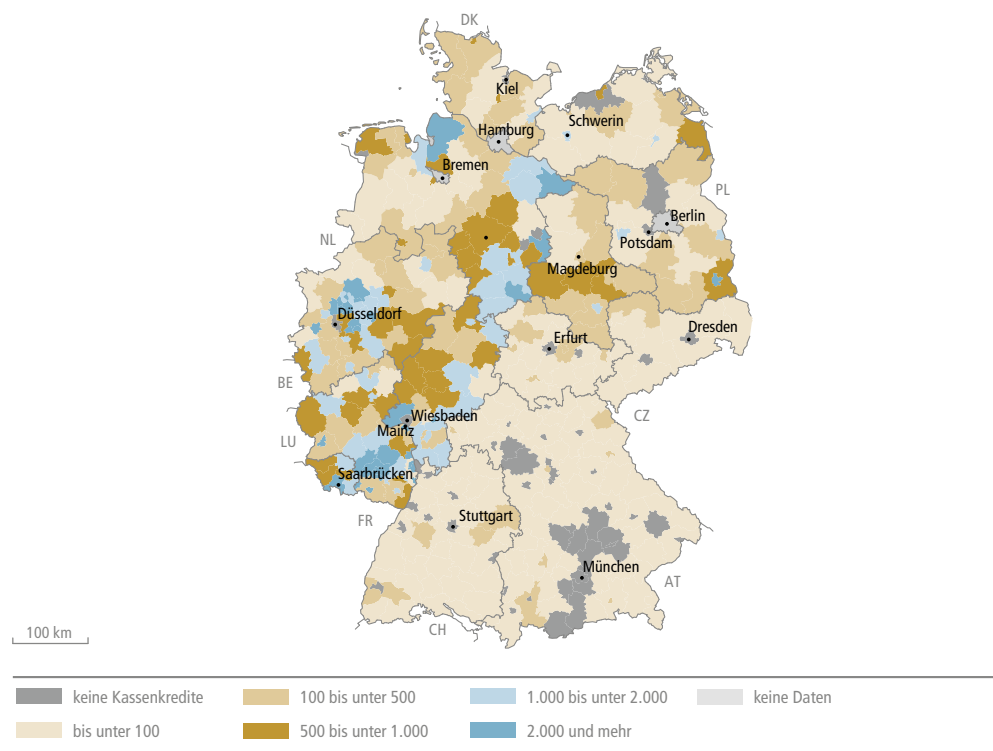 DK
Kiel
Schwerin
Hamburg
Bremen
PL
Berlin
Potsdam
NL
Magdeburg
Düsseldorf
Dresden
Erfurt
BE
Wiesbaden
CZ
Mainz
LU
Saarbrücken
Stuttgart
FR
München
AT
CH
100 km
keine Kassenkredite
100 bis unter 500
1.000 bis unter 2.000
keine Daten
bis unter 100
500 bis unter 1.000
2.000 und mehr